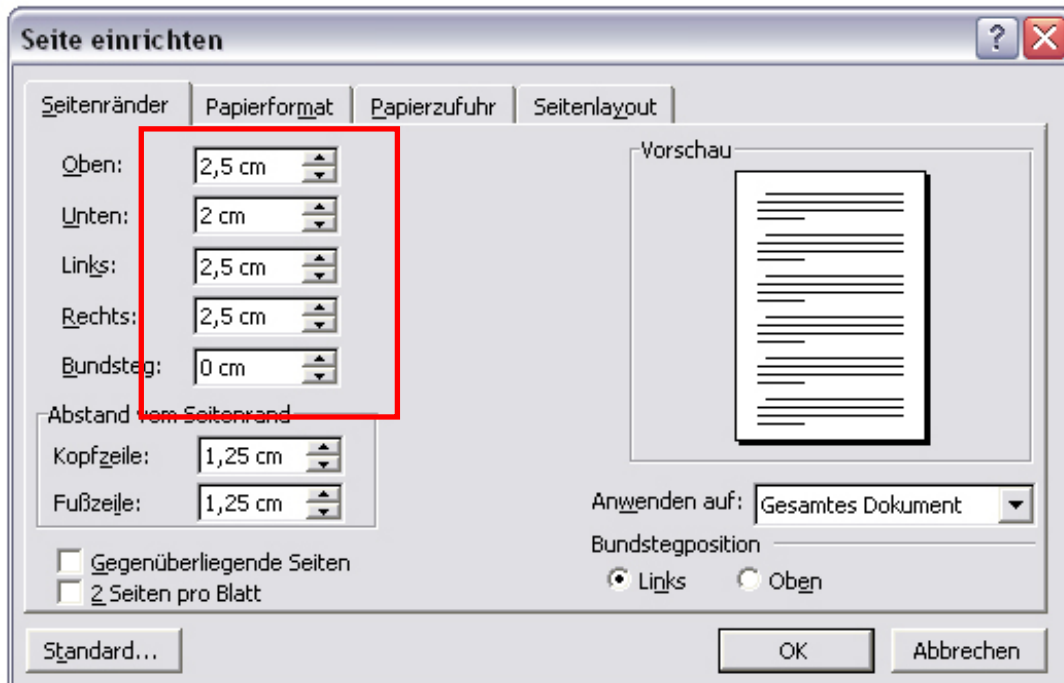 Seite einrichten
Seitenränder Papierformat Papierzufuhr Seitenlayout
Oben: 2,5 cm
Unten: 2 cm
Links: 2,5 cm
Rechts: 2,5 cm
Bundsteg: 0 cm
Abstand vom Seitenrand
Kopfzeile: 1,25 cm
Fußzeile: 1,25 cm
Gegenüberliegende Seiten
2 Seiten pro Blatt
Vorschau
Anwenden auf: Gesamtes Dokument
Bundstegposition
Links Oben
Standard... OK Abbrechen